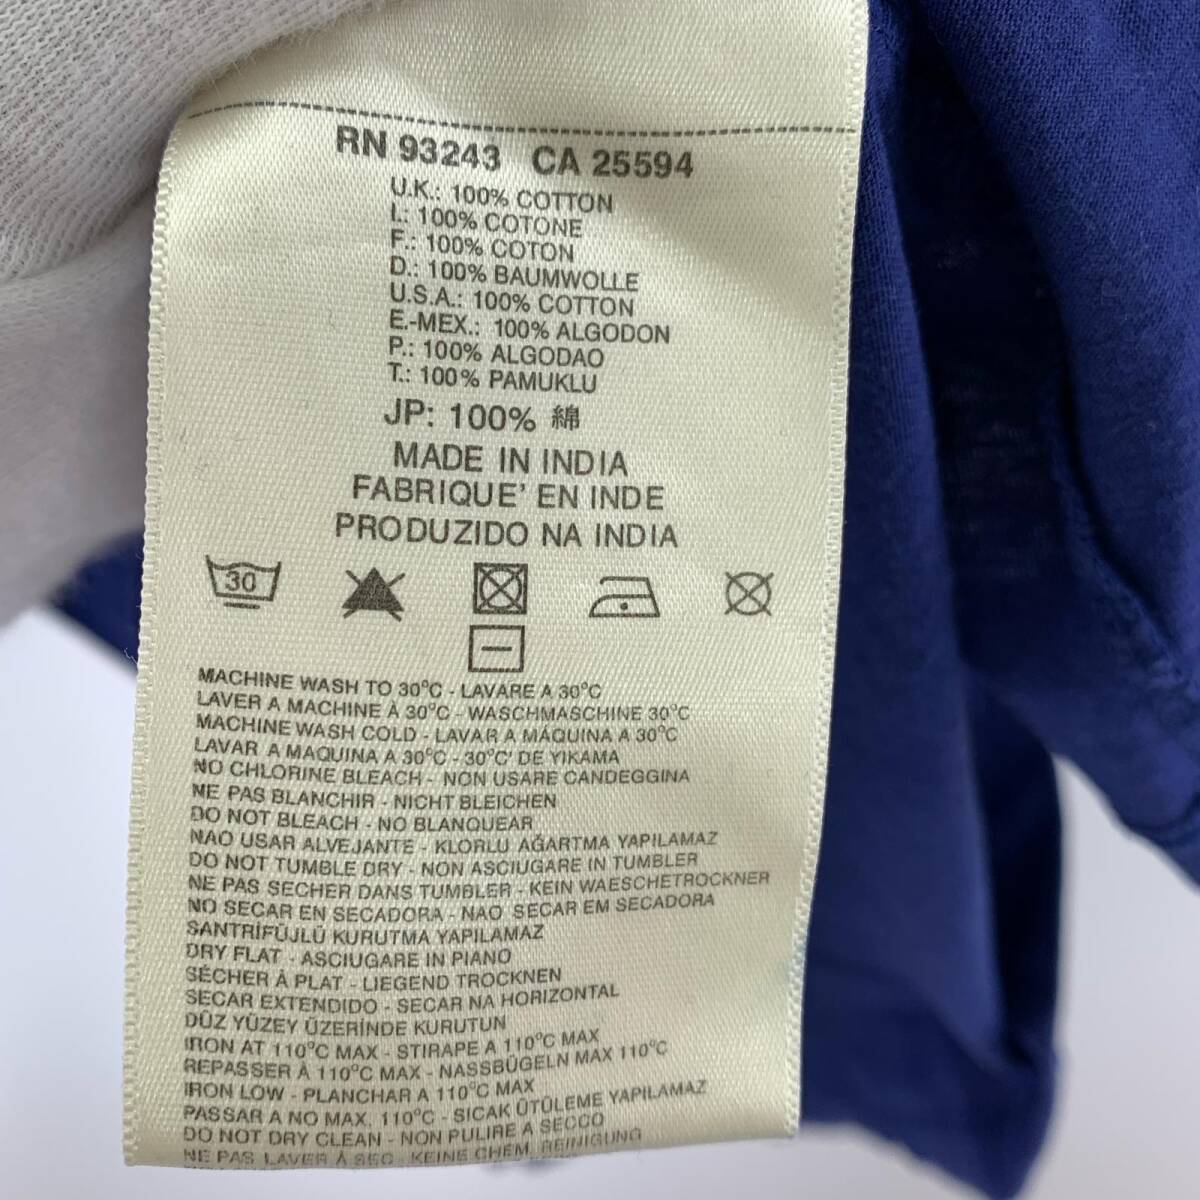 RN 93243 CA 25594
U.K.: 100% COTTON
I.: 100% COTONE
F.: 100% COTON
D.: 100% BAUMWOLLE
U.S.A.: 100% COTTON
E.-MEX.: 100% ALGODON
P.: 100% ALGODAO
T.: 100% PAMUKLU
JP: 100% 綿
MADE IN INDIA
FABRIQUE' EN INDE
PRODUZIDO NA INDIA
30
MACHINE WASH TO 30°C - LAVARE A 30°C
LAVER A MACHINE À 30°C - WASCHMASCHINE 30°C
MACHINE WASH COLD - LAVAR A MÁQUINA A 30°C
LAVAR A MAQUINA A 30°C - 30°C' DE YIKAMA
NO CHLORINE BLEACH - NON USARE CANDEGGINA
NE PAS BLANCHIR - NICHT BLEICHEN
DO NOT BLEACH - NO BLANQUEAR
NAO USAR ALVEJANTE - KLORLU AĞARTMA YAPILAMAZ
DO NOT TUMBLE DRY - NON ASCIUGARE IN TUMBLER
NE PAS SECHER DANS TUMBLER - KEIN WAESCHETROCKNER
NO SECAR EN SECADORA - NAO SECAR EM SECADORA
SANTRİFÜJLÜ KURUTMA YAPILAMAZ
DRY FLAT - ASCIUGARE IN PIANO
SÉCHER À PLAT - LIEGEND TROCKNEN
SECAR EXTENDIDO - SECAR NA HORIZONTAL
DÜZ YÜZEY ÜZERİNDE KURUTUN
IRON AT 110°C MAX - STIRAPE A 110°C MAX
REPASSER À 110°C MAX - NASSBÜGELN MAX 110°C
IRON LOW - PLANCHAR A 110°C MAX
PASSAR A NO MAX. 110°C - SICAK ÜTÜLEME YAPILAMAZ
DO NOT DRY CLEAN - NON PULIRE A SECCO
NE PAS LAVER À SEC - KEINE CHEM. REINIGUNG